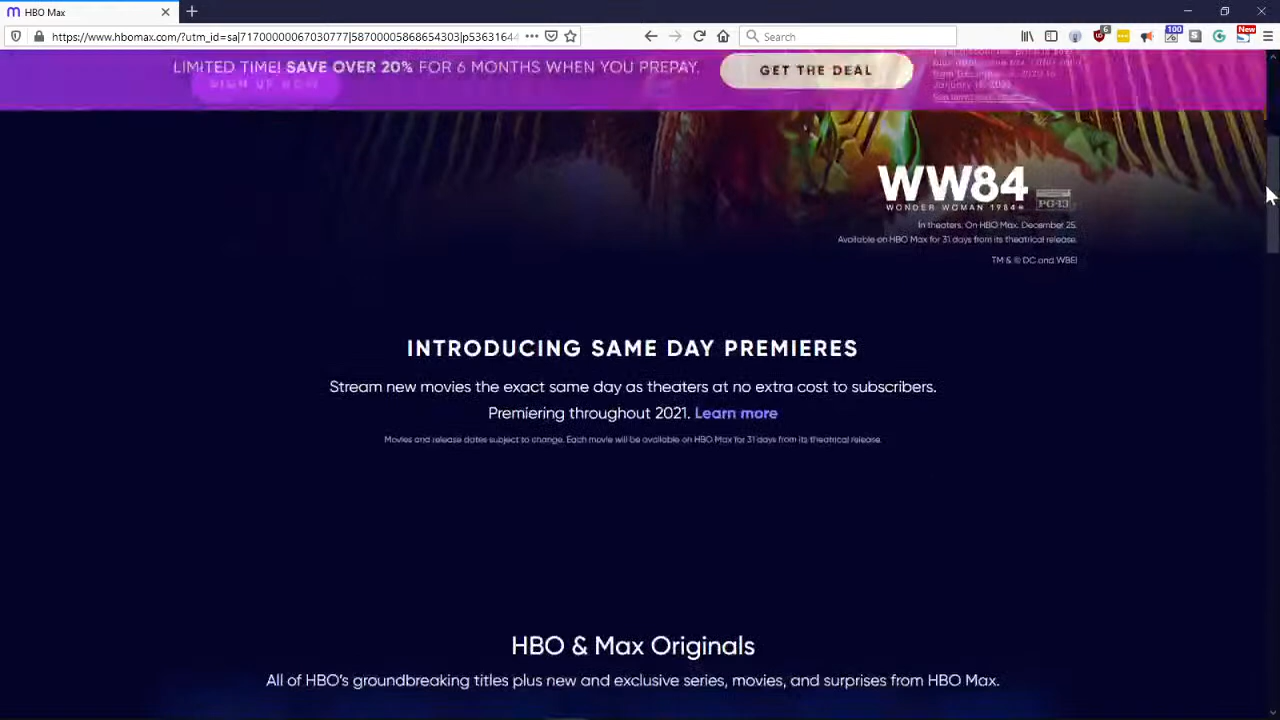 HBO Max
https://www.hbomax.com/?utm_id=sa|71700000067030777|58700005868654303|p5363164
Search
6
100
New
LIMITED TIME! SAVE OVER 20% FOR 6 MONTHS WHEN YOU PREPAY.
GET THE DEAL
SIGN UP NOW
WW84
WONDER WOMAN 1984
PG-13
In theaters. On HBO Max. December 25.
Available on HBO Max for 31 days from its theatrical release.
TM & © DC and WBEI
INTRODUCING SAME DAY PREMIERES
Stream new movies the exact same day as theaters at no extra cost to subscribers.
Premiering throughout 2021. Learn more
Movies and release dates subject to change. Each movie will be available on HBO Max for 31 days from its theatrical release.
HBO & Max Originals
All of HBO's groundbreaking titles plus new and exclusive series, movies, and surprises from HBO Max.